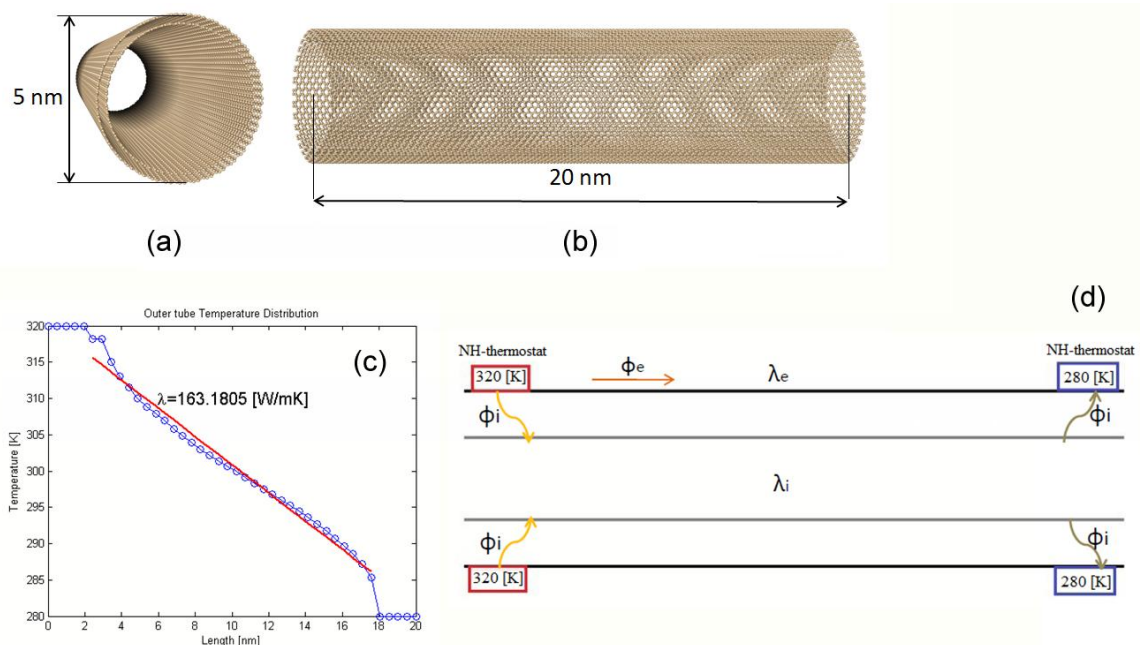 5 nm
20 nm
(a)
(b)
(d)
Outer tube Temperature Distribution
(c)
λ=163.1805 [W/mK]
320
315
310
305
300
295
290
285
280
Temperature [K]
0 2 4 6 8 10 12 14 16 18 20
Length [nm]
NH-thermostat
NH-thermostat
320 [K]
ϕe
λe
280 [K]
ϕi
ϕi
λi
ϕi
ϕi
320 [K]
280 [K]